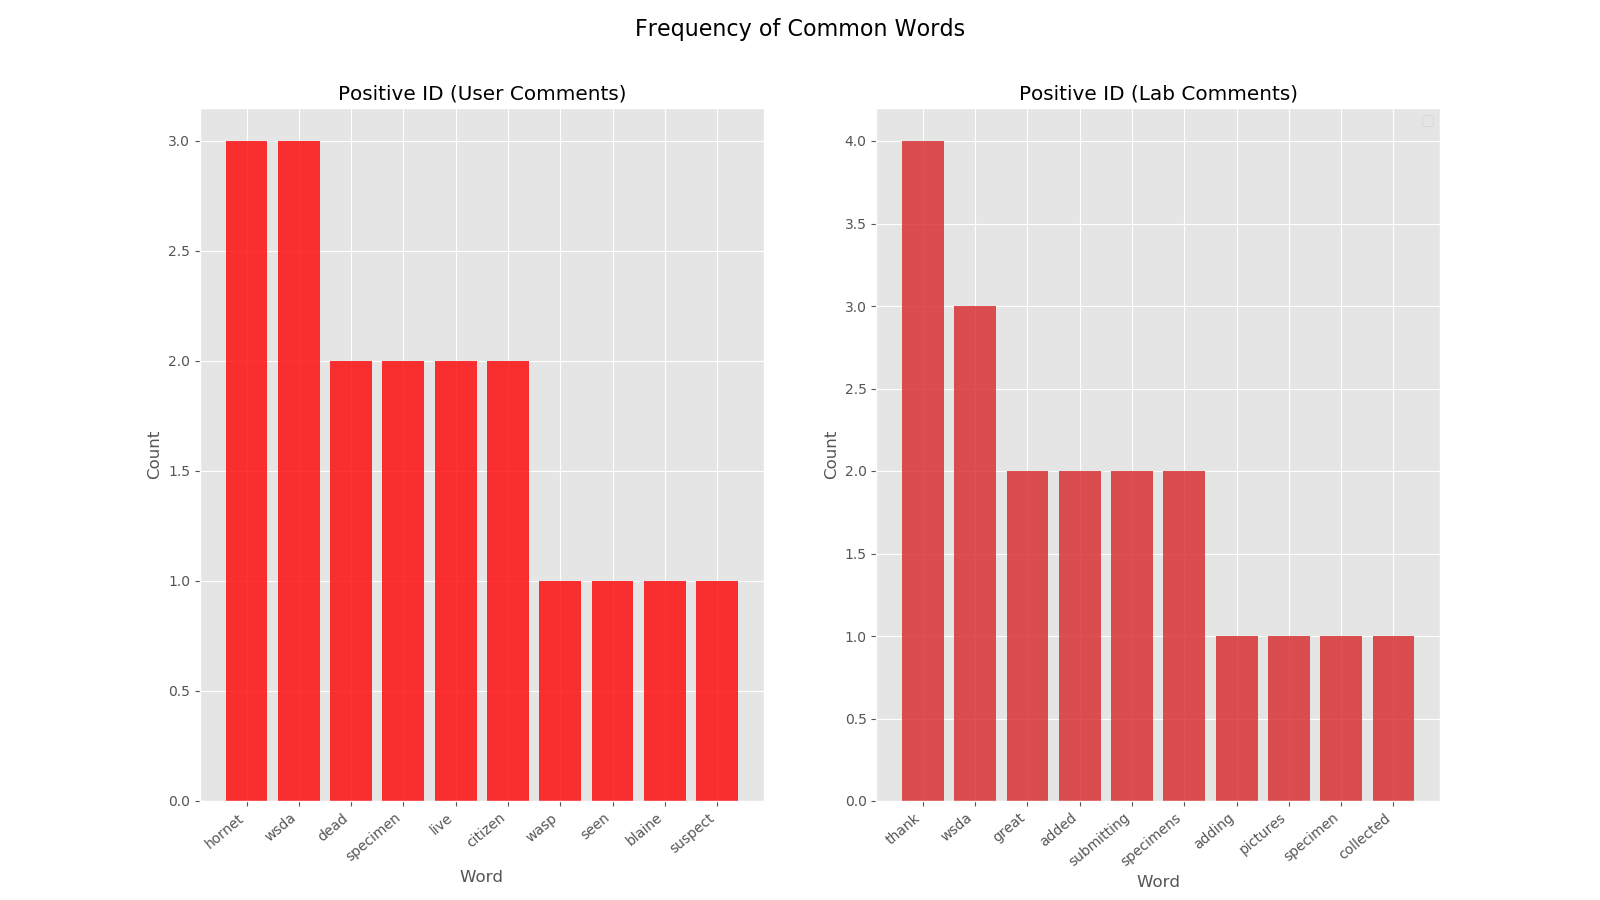 Frequency of Common Words
Positive ID (User Comments)
3.0
2.5
2.0
1.5
1.0
0.5
0.0
Count
hornet
wsda
dead
specimen
live
citizen
wasp
seen
blaine
suspect
Word
Positive ID (Lab Comments)
4.0
3.5
3.0
2.5
2.0
1.5
1.0
0.5
0.0
Count
thank
wsda
great
added
submitting
specimens
adding
pictures
specimen
collected
Word